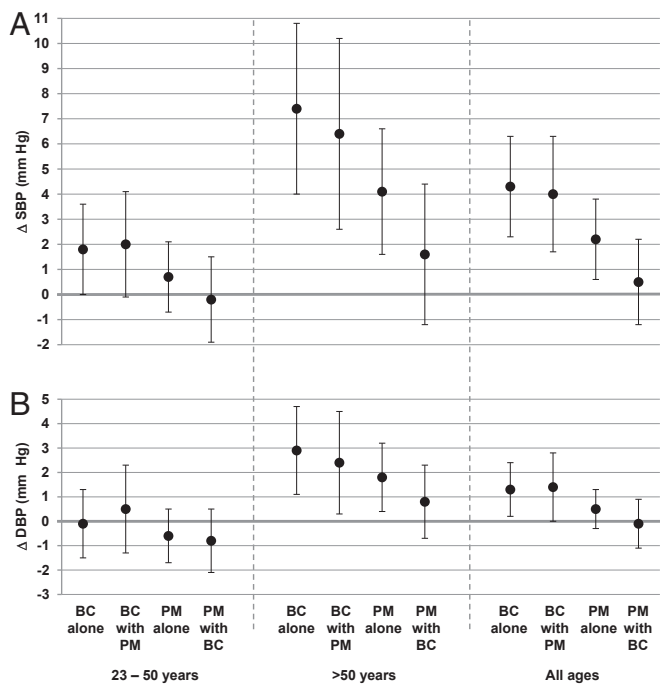 A
Δ SBP (mm Hg)
11
10
9
8
7
6
5
4
3
2
1
0
-1
-2
B
Δ DBP (mm Hg)
5
4
3
2
1
0
-1
-2
-3
BC alone
BC with PM
PM alone
PM with BC
BC alone
BC with PM
PM alone
PM with BC
BC alone
BC with PM
PM alone
PM with BC
23 – 50 years
>50 years
All ages